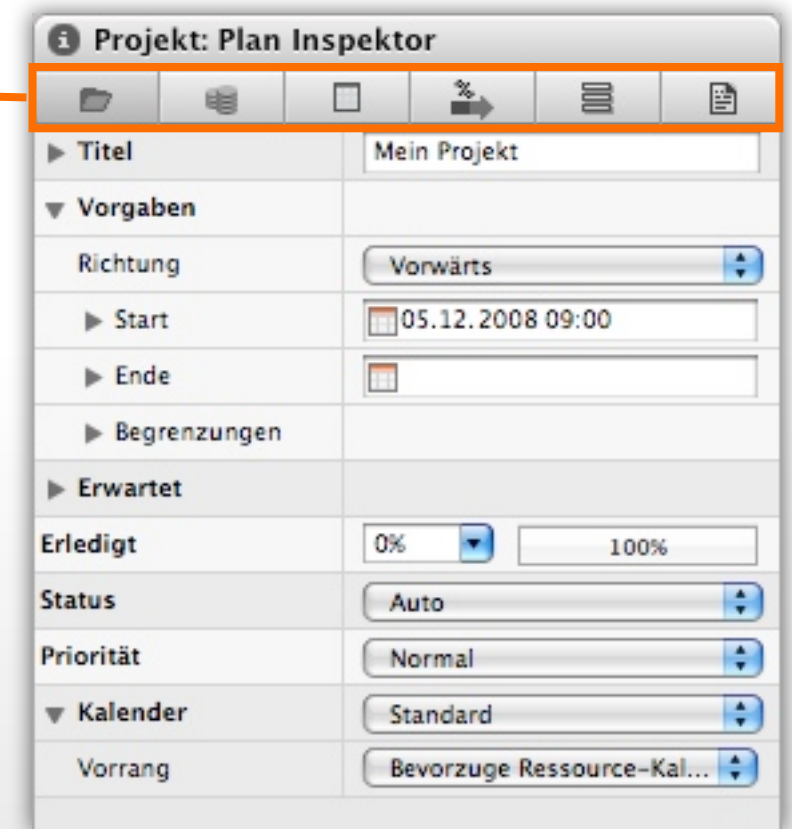 Projekt: Plan Inspektor
%
Titel Mein Projekt
Vorgaben
Richtung Vorwärts
Start 05.12.2008 09:00
Ende
Begrenzungen
Erwartet
Erledigt 0% 100%
Status Auto
Priorität Normal
Kalender Standard
Vorrang Bevorzuge Ressource-Kal...